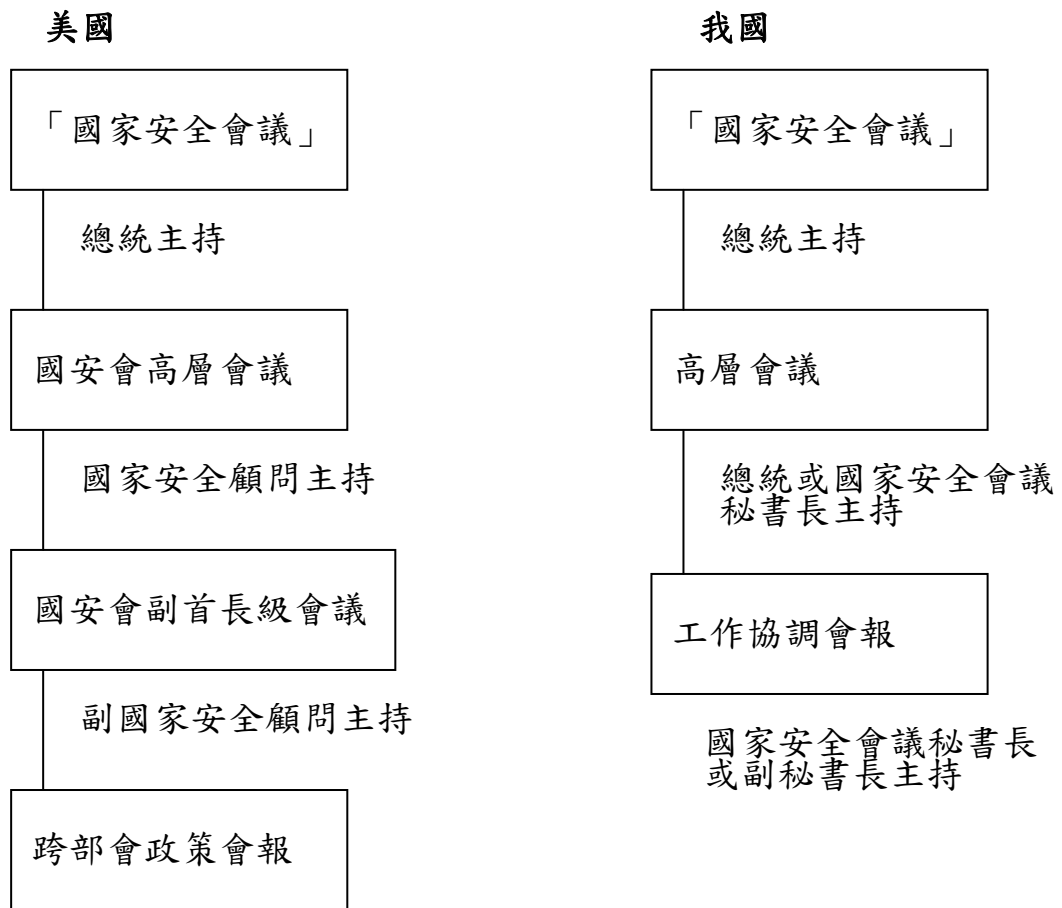 美國
「國家安全會議」
總統主持
國安會高層會議
國家安全顧問主持
國安會副首長級會議
副國家安全顧問主持
跨部會政策會報
我國
「國家安全會議」
總統主持
高層會議
總統或國家安全會議
秘書長主持
工作協調會報
國家安全會議秘書長
或副秘書長主持